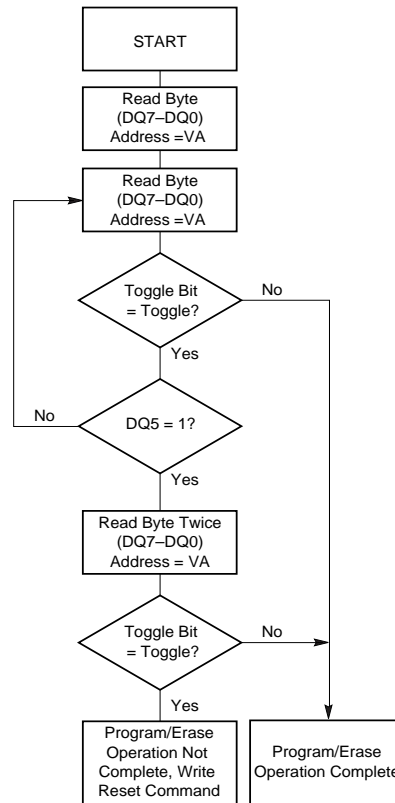 START
Read Byte
(DQ7–DQ0)
Address =VA
Read Byte
(DQ7–DQ0)
Address =VA
Toggle Bit
= Toggle?
No
Yes
No
DQ5 = 1?
Yes
Read Byte Twice
(DQ7–DQ0)
Address = VA
Toggle Bit
= Toggle?
No
Yes
Program/Erase
Operation Not
Complete, Write
Reset Command
Program/Erase
Operation Complete